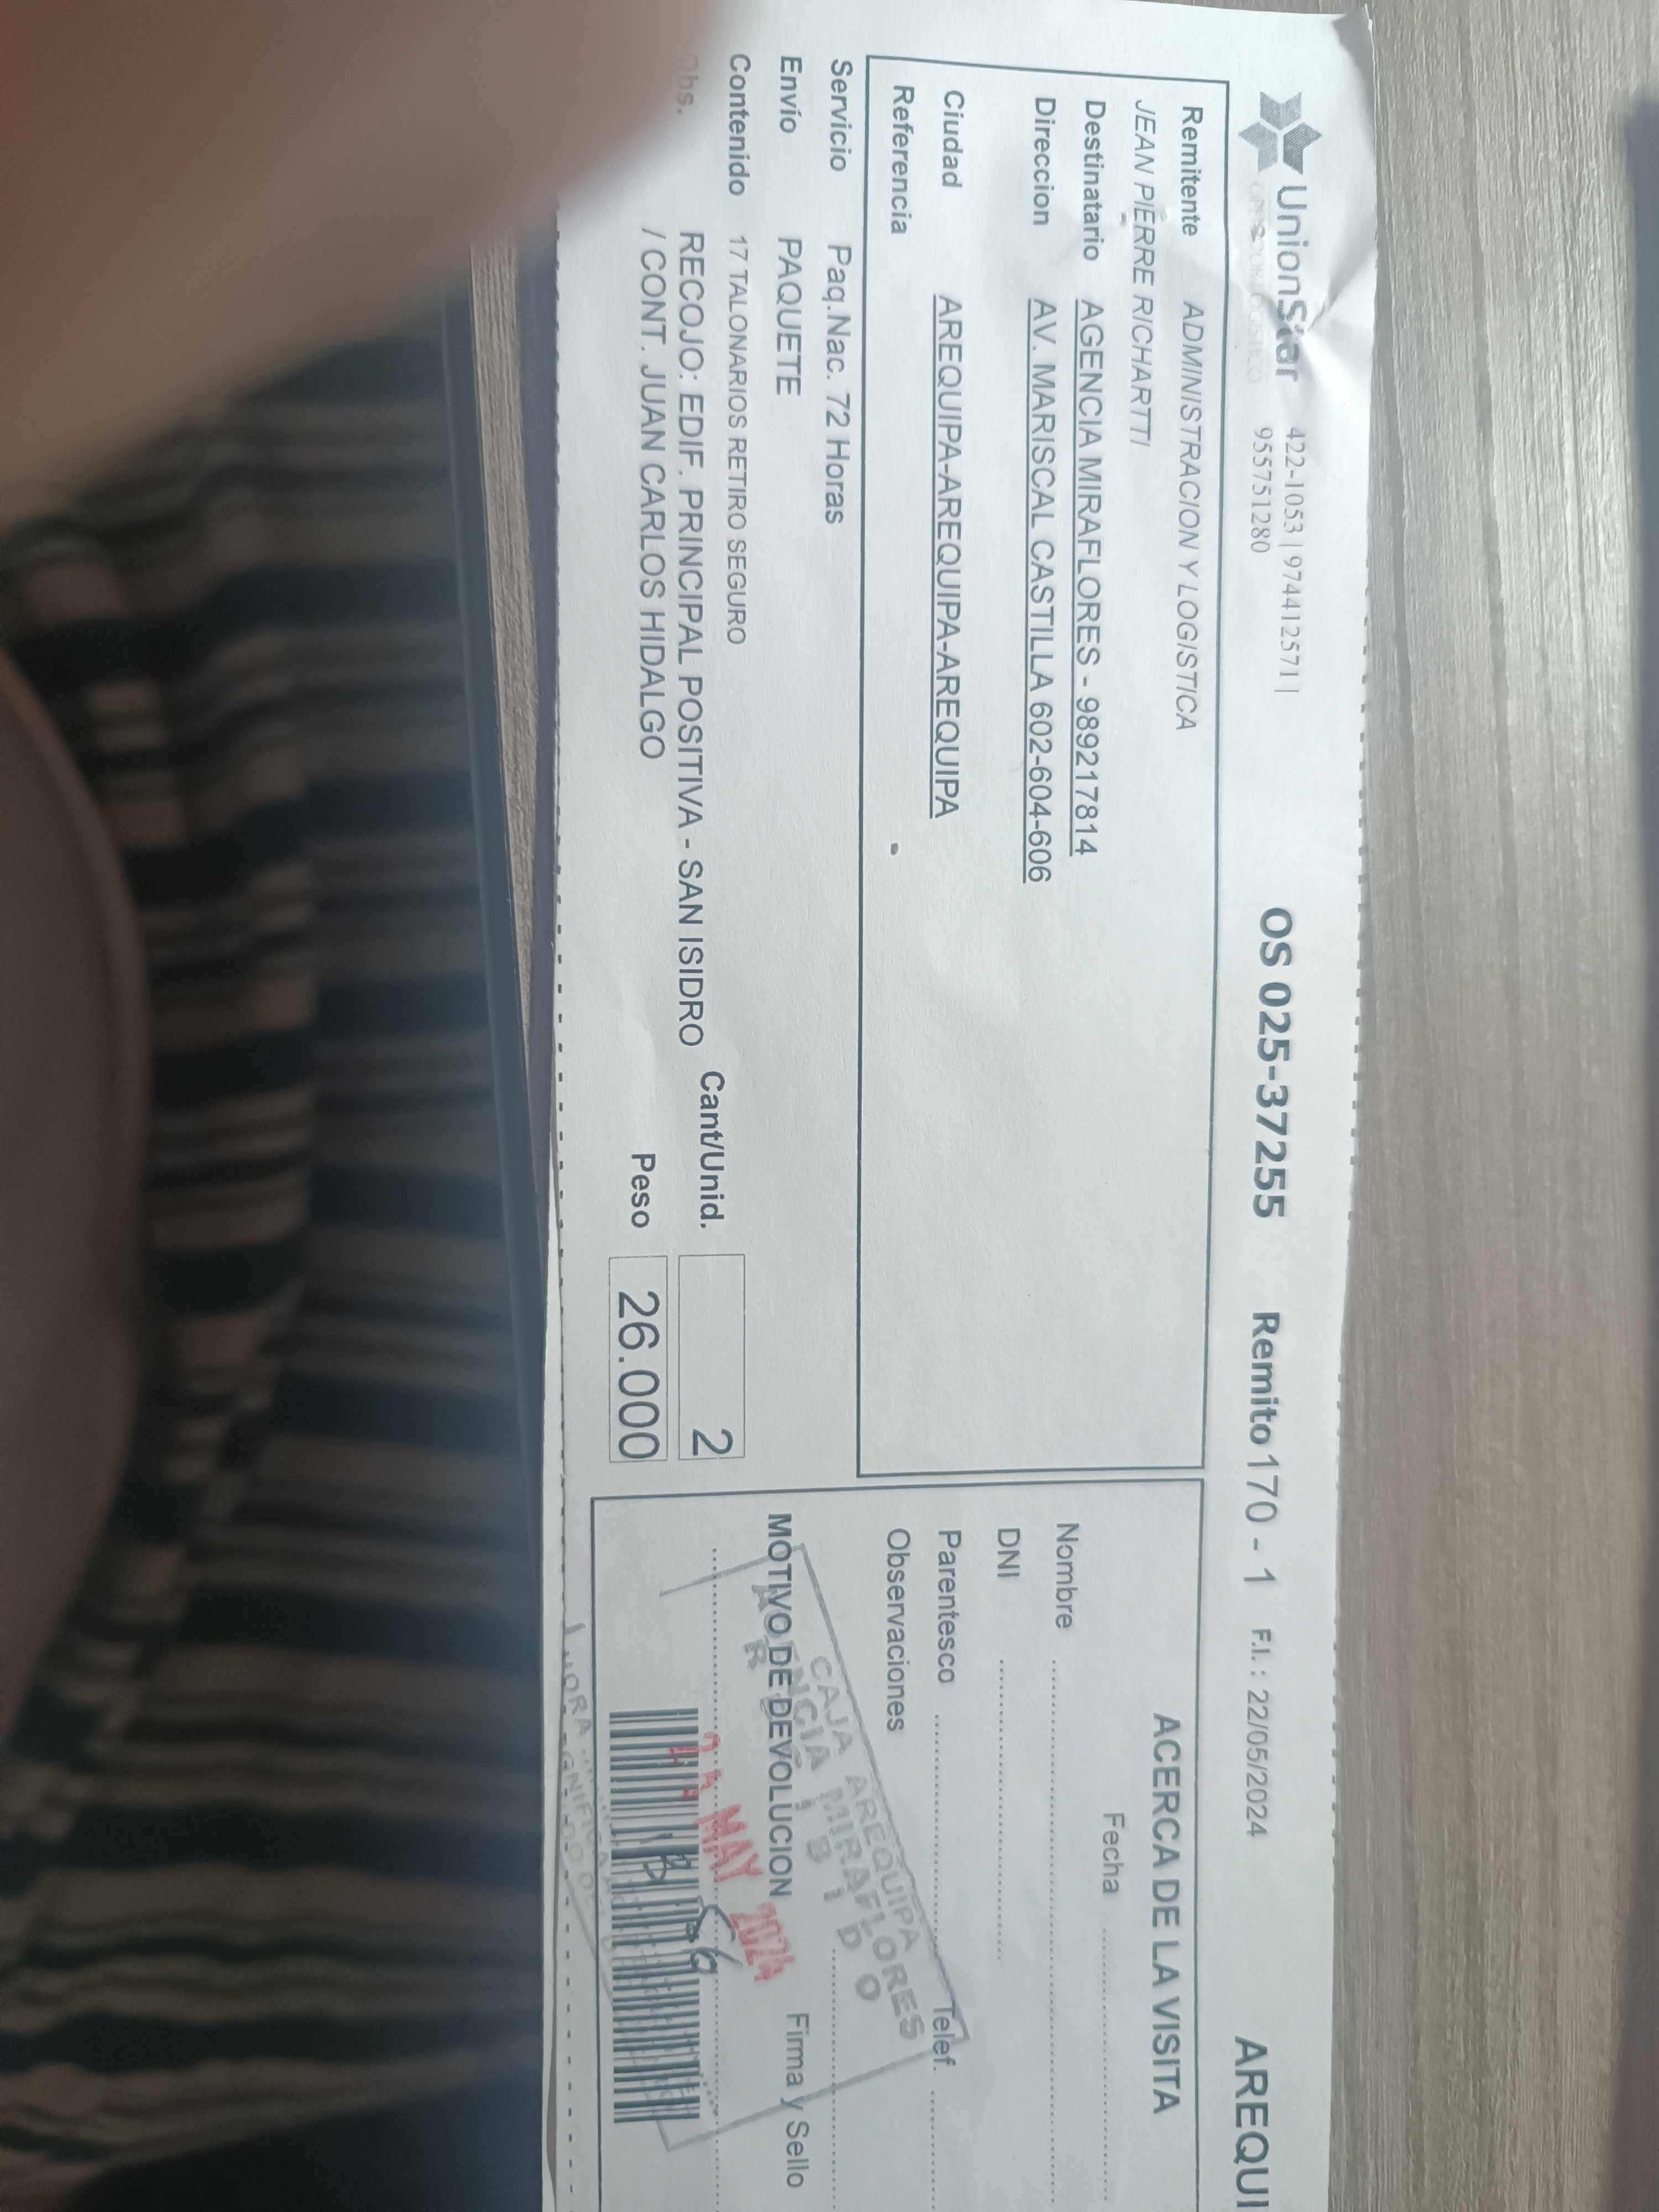 UnionStar 422-1053 | 974412571 |
OPERADOR LOGISTICO 955751280
OS 025-37255 Remito 170 - 1 F.I. : 22/05/2024 AREQUI
Remitente ADMINISTRACION Y LOGISTICA
JEAN PIERRE RICHARTTI
Destinatario AGENCIA MIRAFLORES - 989217814
Direccion AV. MARISCAL CASTILLA 602-604-606
Ciudad AREQUIPA-AREQUIPA-AREQUIPA
Referencia .
Servicio Paq.Nac. 72 Horas
Envío PAQUETE
Contenido 17 TALONARIOS RETIRO SEGURO
Obs. RECOJO: EDIF. PRINCIPAL POSITIVA - SAN ISIDRO
/ CONT. JUAN CARLOS HIDALGO
Cant/Unid. 2
Peso 26.000
ACERCA DE LA VISITA
Fecha
Nombre
DNI
Parentesco Telef.
Observaciones
MOTIVO DE DEVOLUCION Firma y Sello
CAJA AREQUIPA
AGENCIA MIRAFLORES
MAY 2024